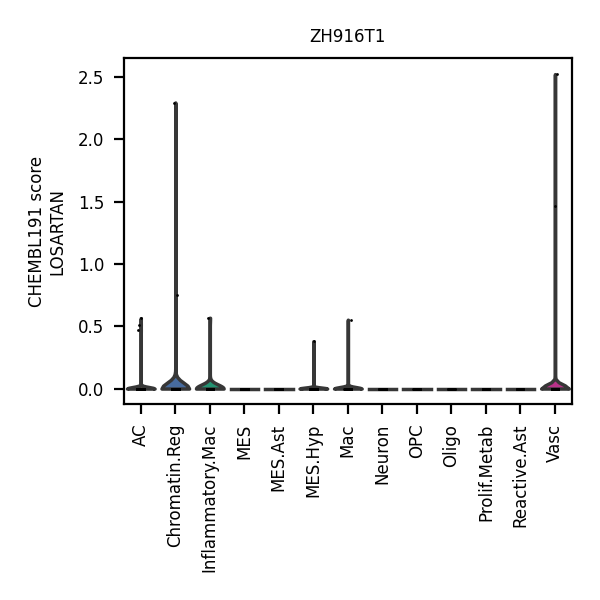 ZH916T1
CHEMBL191 score
LOSARTAN
2.5
2.0
1.5
1.0
0.5
0.0
AC
Chromatin.Reg
Inflammatory.Mac
MES
MES.Ast
MES.Hyp
Mac
Neuron
OPC
Oligo
Prolif.Metab
Reactive.Ast
Vasc